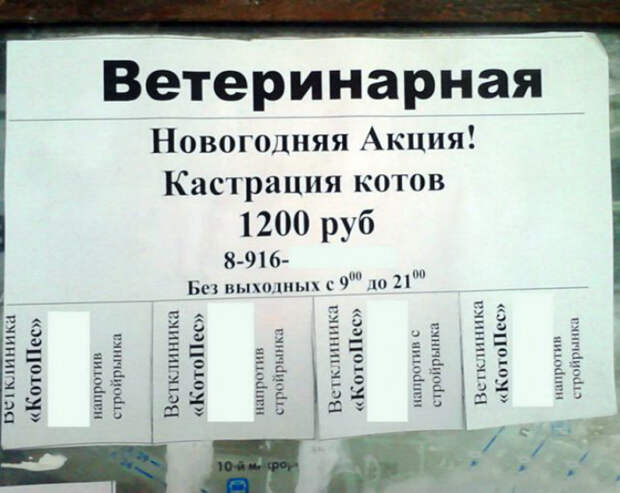 Ветеринарная
Новогодняя Акция!
Кастрация котов
1200 руб
8-916-
Без выходных с 9⁰⁰ до 21⁰⁰
Ветклиника
«КотоПес»
напротив
стройрынка
Ветклиника
«КотоПес»
напротив
стройрынка
Ветклиника
«КотоПес»
напротив с
стройрынка
Ветклиника
«КотоПес»
напротив
стройрынка
10-й